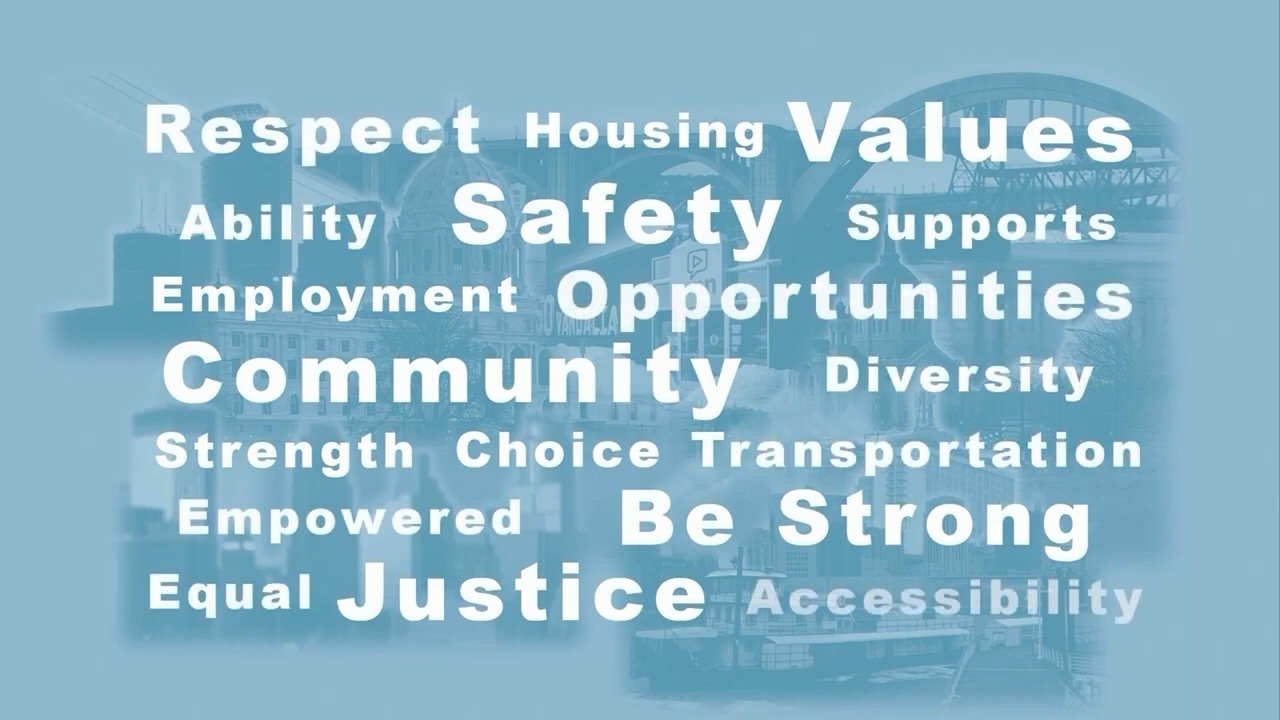 Respect Housing Values
Ability Safety Supports
Employment Opportunities
Community Diversity
Strength Choice Transportation
Empowered Be Strong
Equal Justice Accessibility